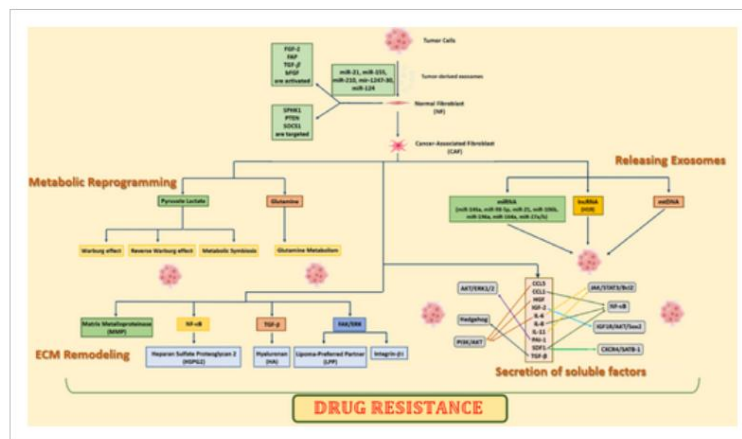 Tumor Cells
FGF-2
FAP
TGF-β
bFGF
are activated
miR-21, miR-155,
miR-210, mir-1247-3p,
miR-124
Tumor-derived exosomes
Normal Fibroblast
(NF)
SPHK1
PTEN
SOCS1
are targeted
Cancer-Associated Fibroblast
(CAF)
Metabolic Reprogramming
Releasing Exosomes
Pyruvate Lactate
Glutamine
miRNA
lncRNA
(H19)
mtDNA
Warburg effect
Reverse Warburg effect
Metabolic Symbiosis
Glutamine Metabolism
Matrix Metalloproteinase
(MMP)
NF-κB
TGF-β
FAK/ERK
ECM Remodeling
Heparan Sulfate Proteoglycan 2
(HSPG2)
Hyaluronan
(HA)
Lipoma-Preferred Partner
(LPP)
Integrin-β1
AKT/ERK1/2
Hedgehog
PI3K/AKT
CCL5
CCL1
HGF
IGF-2
IL-6
IL-8
IL-11
PAI-1
SDF1
TGF-β
JAK/STAT3/Bcl2
NF-κB
IGF1R/AKT/Sox2
CXCR4/SATB-1
Secretion of soluble factors
DRUG RESISTANCE